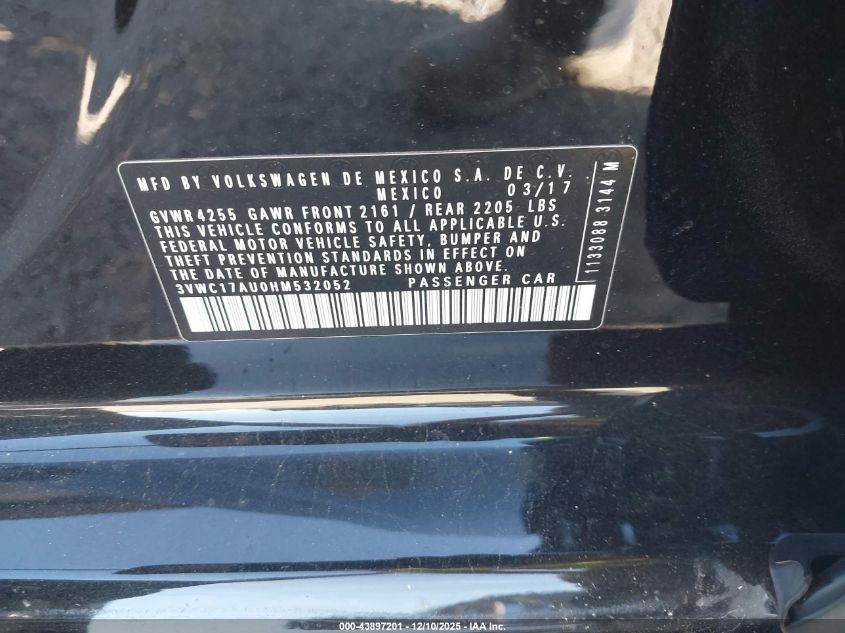 MFD BY VOLKSWAGEN DE MEXICO S.A. DE C.V.
MEXICO 03/17
GVWR 4255 GAWR FRONT 2161 / REAR 2205 LBS
THIS VEHICLE CONFORMS TO ALL APPLICABLE U.S.
FEDERAL MOTOR VEHICLE SAFETY, BUMPER AND
THEFT PREVENTION STANDARDS IN EFFECT ON
THE DATE OF MANUFACTURE SHOWN ABOVE.
3VWC17AU0HM532052 PASSENGER CAR
1133088 3144 M
000-43897201 - 12/10/2025 - IAA Inc.